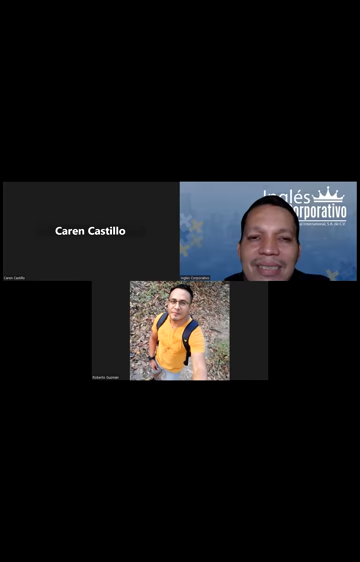 Caren Castillo
Caren Castillo
Inglés
Corporativo
Inglés Corporativo
Roberto Guzman